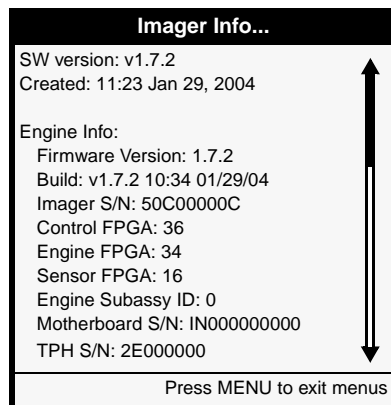 Imager Info...
SW version: v1.7.2
Created: 11:23 Jan 29, 2004
Engine Info:
Firmware Version: 1.7.2
Build: v1.7.2 10:34 01/29/04
Imager S/N: 50C00000C
Control FPGA: 36
Engine FPGA: 34
Sensor FPGA: 16
Engine Subassy ID: 0
Motherboard S/N: IN000000000
TPH S/N: 2E000000
Press MENU to exit menus